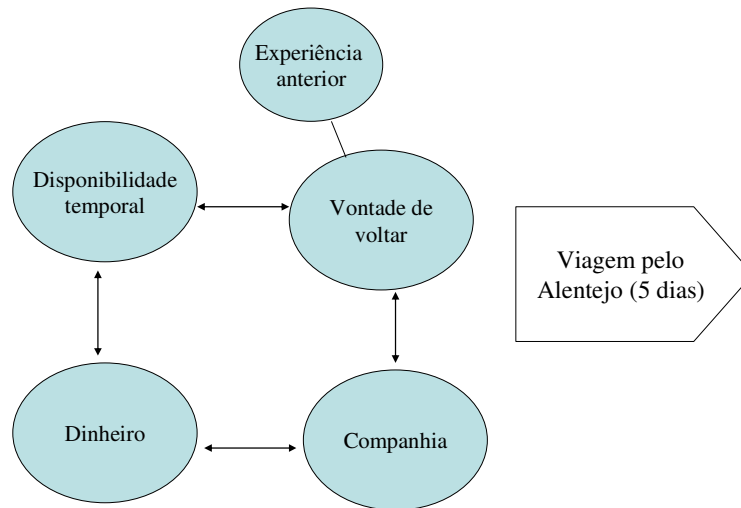 Experiência
anterior
Disponibilidade
temporal
Vontade de
voltar
Viagem pelo
Alentejo (5 dias)
Dinheiro
Companhia